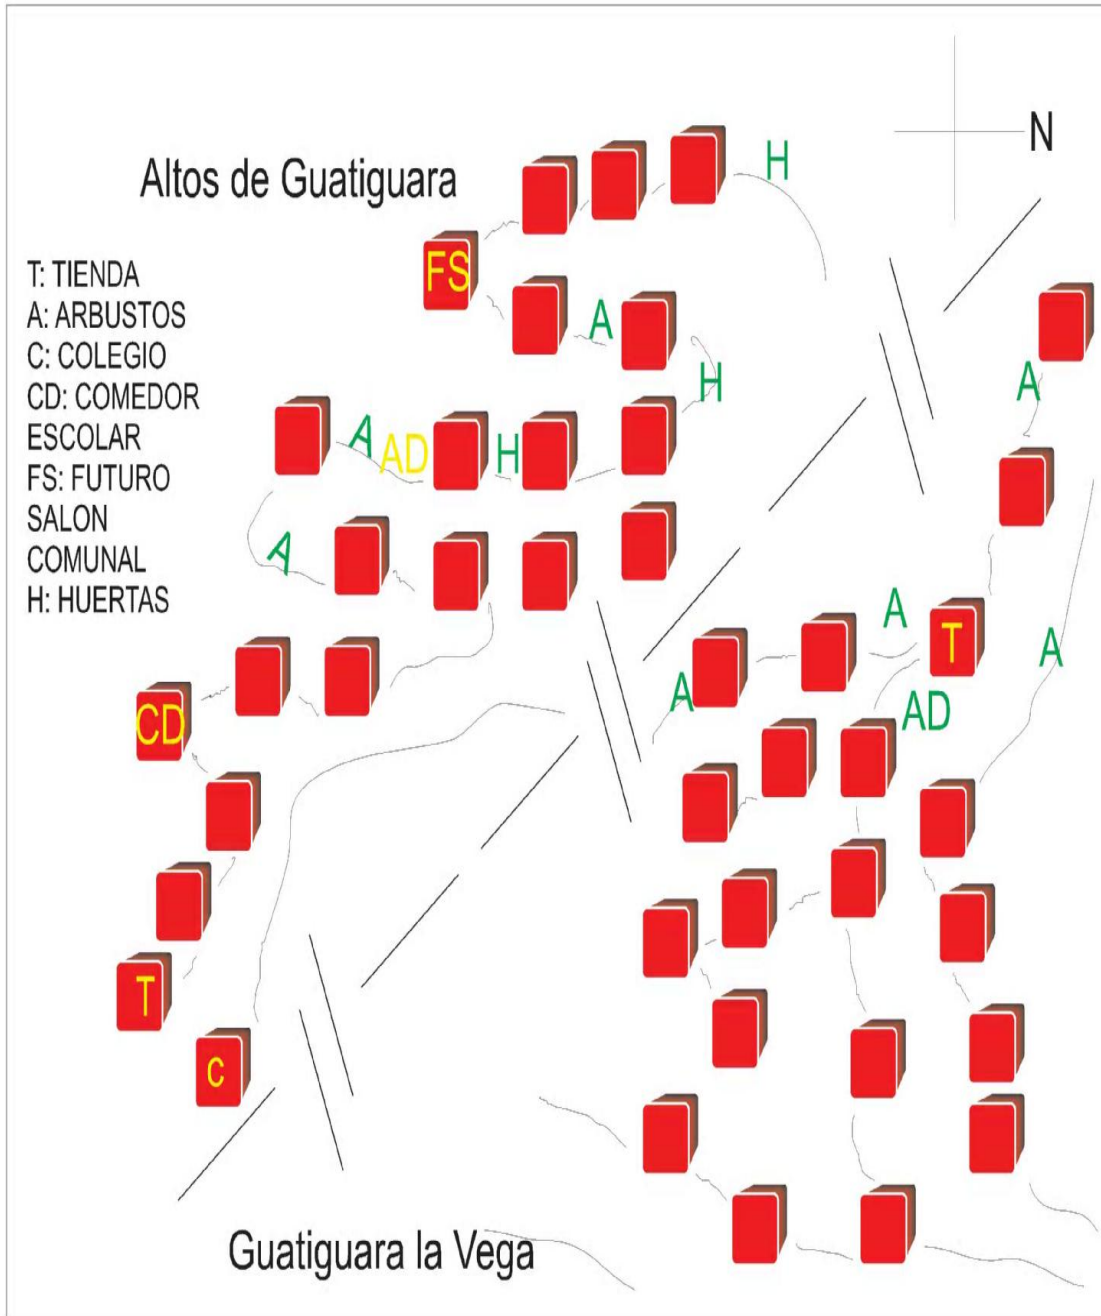 N
H
Altos de Guatiguara
FS
T: TIENDA
A: ARBUSTOS
C: COLEGIO
CD: COMEDOR
ESCOLAR
FS: FUTURO
SALON
COMUNAL
H: HUERTAS
A
H
A
A
AD
H
A
A
T
A
A
AD
CD
T
c
Guatiguara la Vega